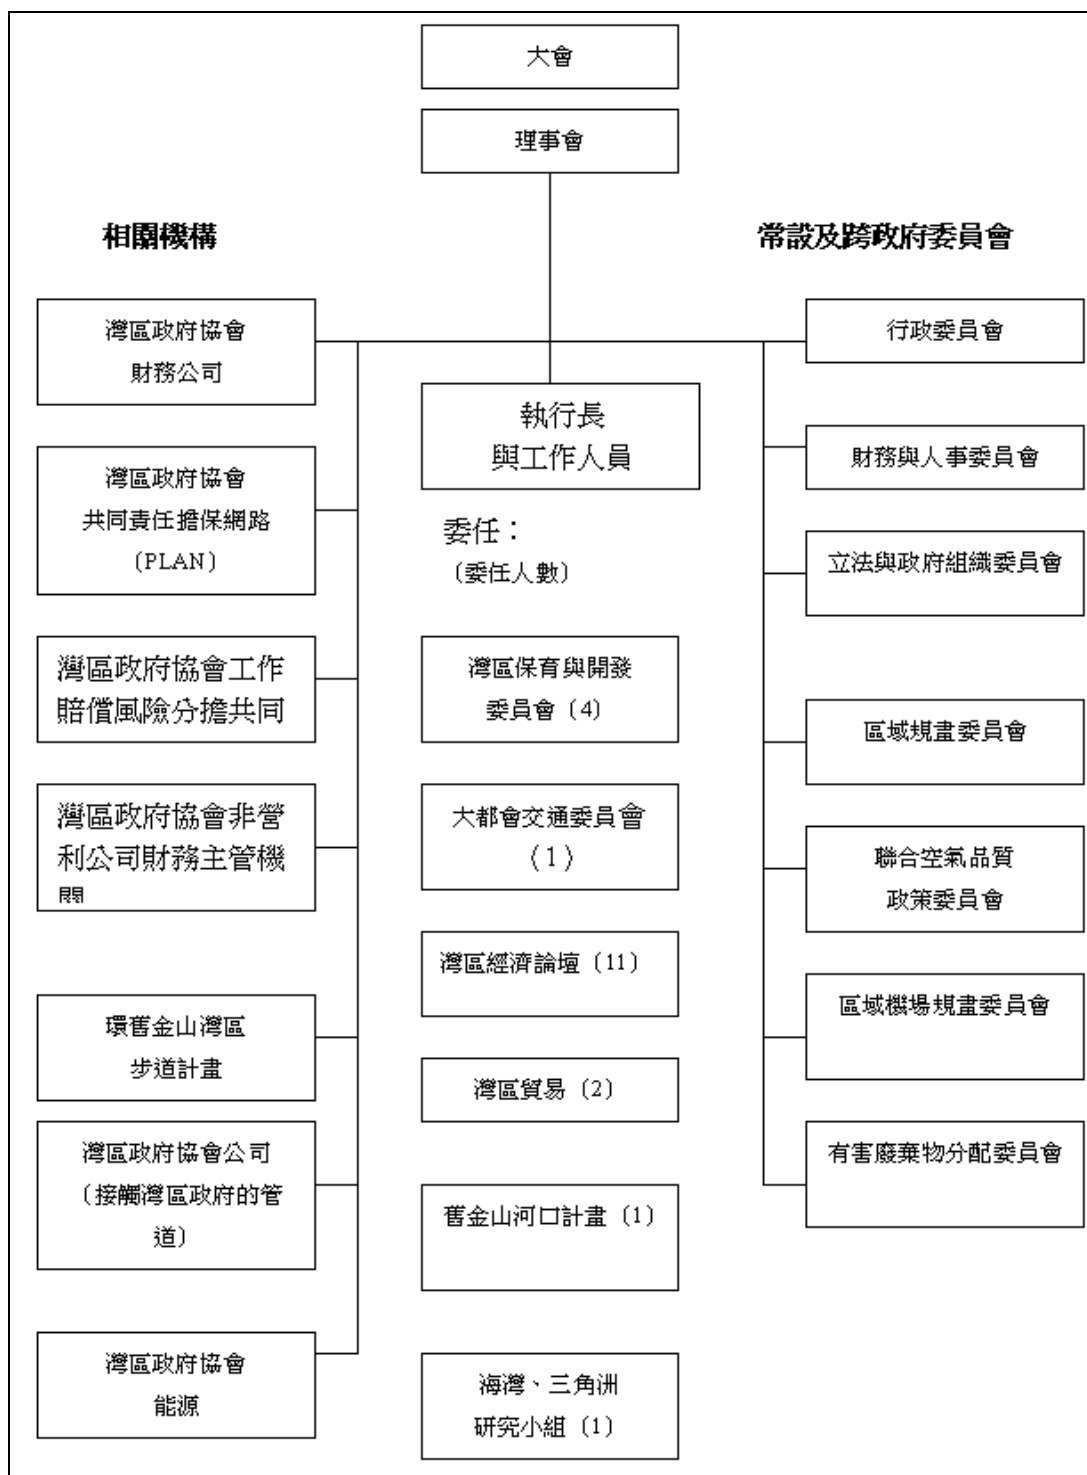 大會
理事會
相關機構
常設及跨政府委員會
灣區政府協會
財務公司
灣區政府協會
共同責任擔保網路
(PLAN)
灣區政府協會工作
賠償風險分擔共同
灣區政府協會非營
利公司財務主管機
環舊金山灣區
步道計畫
灣區政府協會公司
(接觸灣區政府的管
道)
灣區政府協會
能源
執行長
與工作人員
委任：
(委任人數)
灣區保育與開發
委員會 (4)
大都會交通委員會
(1)
灣區經濟論壇 (11)
灣區貿易 (2)
舊金山河口計畫 (1)
海灣、三角洲
研究小組 (1)
行政委員會
財務與人事委員會
立法與政府組織委員會
區域規畫委員會
聯合空氣品質
政策委員會
區域機場規畫委員會
有害廢棄物分配委員會